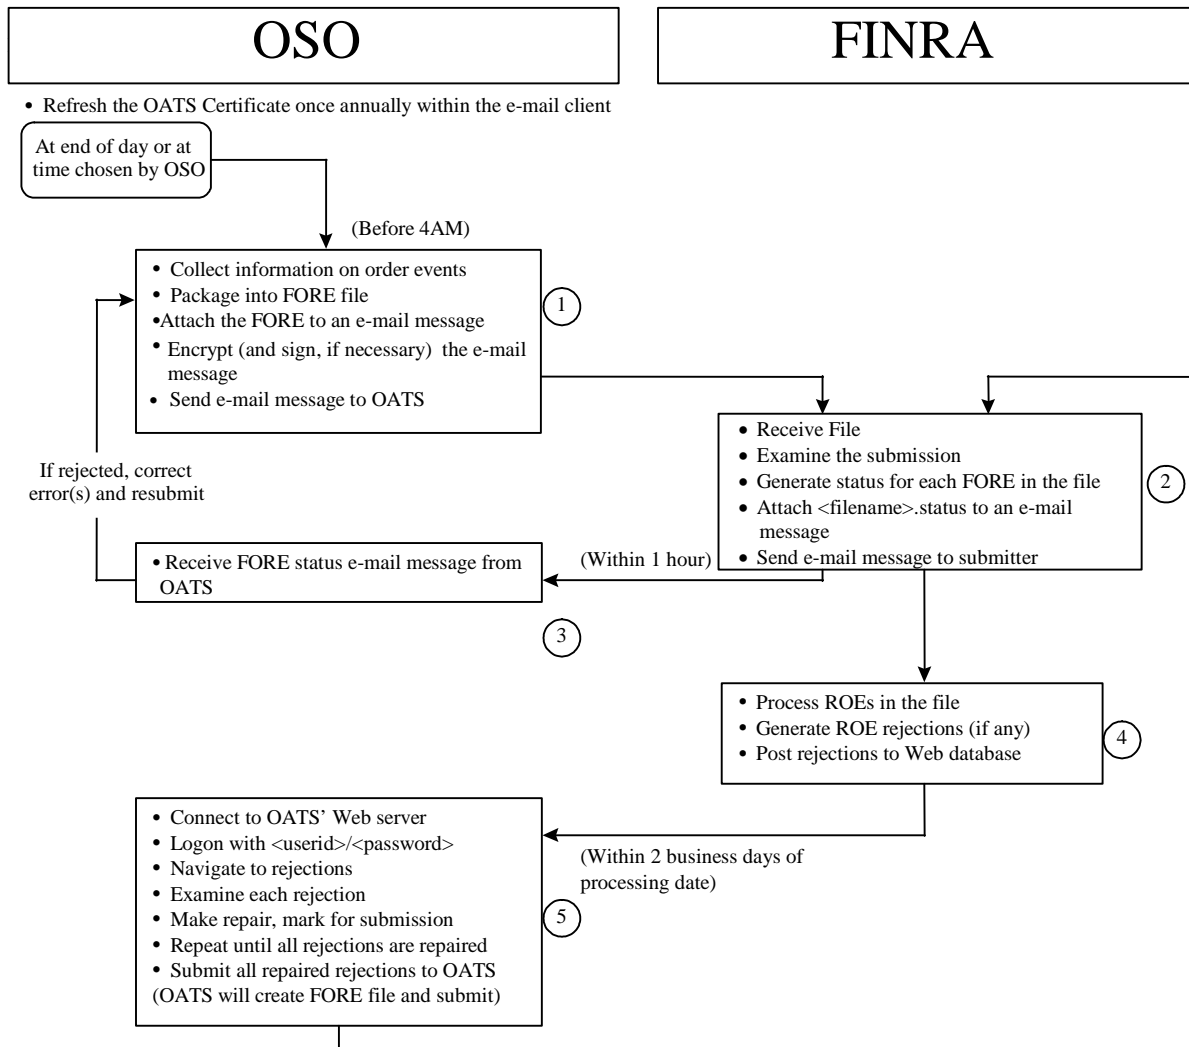 OSO
FINRA
• Refresh the OATS Certificate once annually within the e-mail client
At end of day or at
time chosen by OSO
(Before 4AM)
• Collect information on order events
• Package into FORE file
•Attach the FORE to an e-mail message
• Encrypt (and sign, if necessary) the e-mail
message
• Send e-mail message to OATS
1
If rejected, correct
error(s) and resubmit
• Receive File
• Examine the submission
• Generate status for each FORE in the file
• Attach <filename>.status to an e-mail
message
• Send e-mail message to submitter
2
(Within 1 hour)
• Receive FORE status e-mail message from
OATS
3
• Process ROEs in the file
• Generate ROE rejections (if any)
• Post rejections to Web database
4
(Within 2 business days of
processing date)
• Connect to OATS’ Web server
• Logon with <userid>/<password>
• Navigate to rejections
• Examine each rejection
• Make repair, mark for submission
• Repeat until all rejections are repaired
• Submit all repaired rejections to OATS
(OATS will create FORE file and submit)
5